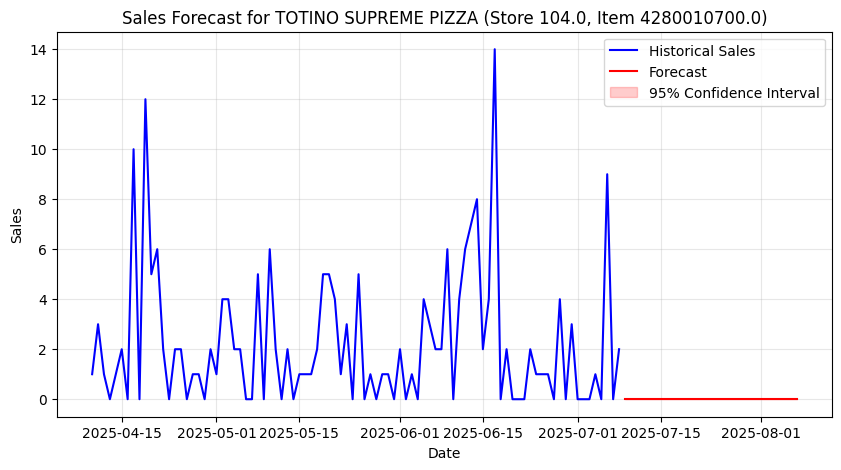 Sales Forecast for TOTINO SUPREME PIZZA (Store 104.0, Item 4280010700.0)
Historical Sales
Forecast
95% Confidence Interval
14
12
10
8
6
4
2
0
Sales
2025-04-15 2025-05-01 2025-05-15 2025-06-01 2025-06-15 2025-07-01 2025-07-15 2025-08-01
Date